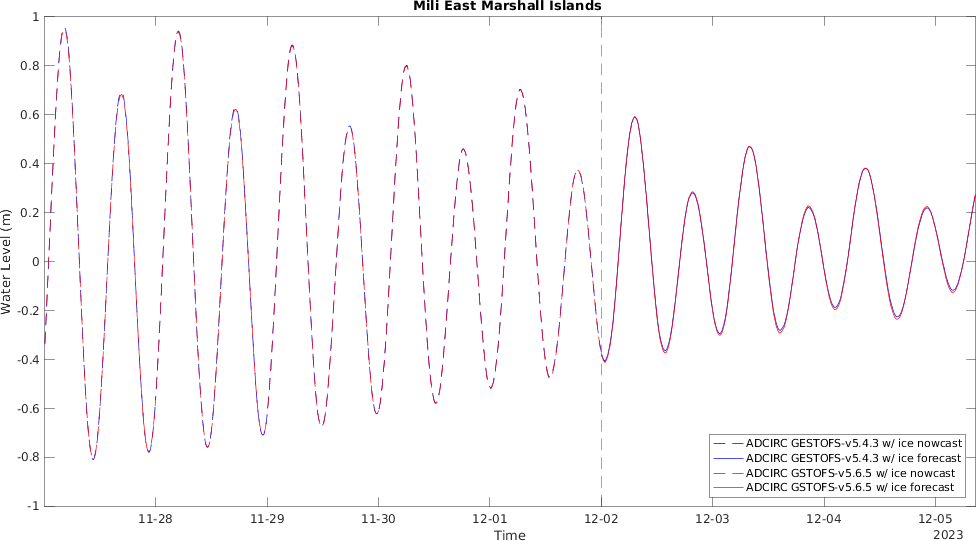 Mili East Marshall Islands
1
0.8
0.6
0.4
0.2
0
-0.2
-0.4
-0.6
-0.8
-1
Water Level (m)
ADCIRC GESTOFS-v5.4.3 w/ ice nowcast
ADCIRC GESTOFS-v5.4.3 w/ ice forecast
ADCIRC GSTOFS-v5.6.5 w/ ice nowcast
ADCIRC GSTOFS-v5.6.5 w/ ice forecast
11-28 11-29 11-30 12-01 12-02 12-03 12-04 12-05
Time
2023